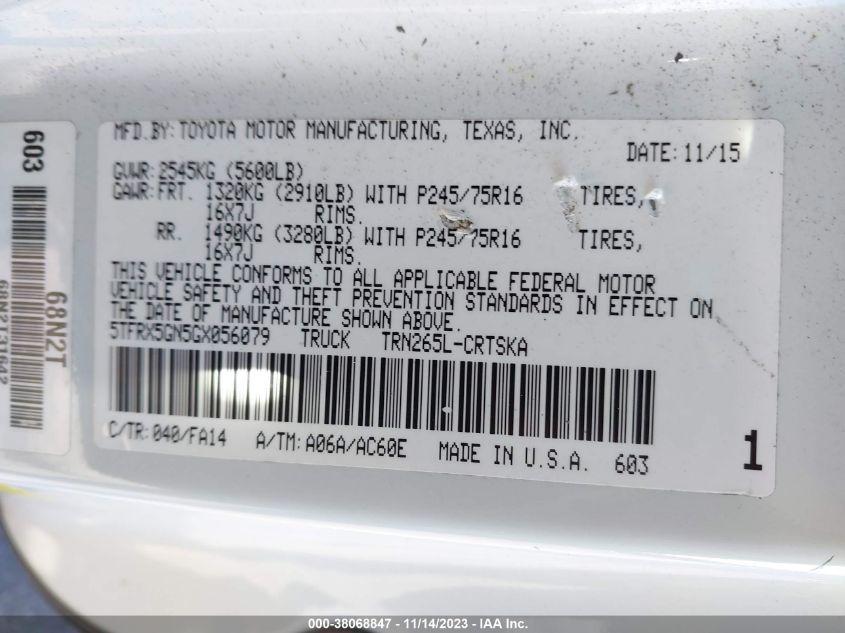 MFD.BY:TOYOTA MOTOR MANUFACTURING, TEXAS, INC.
DATE:11/15
GVWR:2545KG (5600LB)
GAWR:FRT. 1320KG (2910LB) WITH P245/75R16 TIRES,
16X7J RIMS.
RR. 1490KG (3280LB) WITH P245/75R16 TIRES,
16X7J RIMS.
THIS VEHICLE CONFORMS TO ALL APPLICABLE FEDERAL MOTOR
VEHICLE SAFETY AND THEFT PREVENTION STANDARDS IN EFFECT ON
THE DATE OF MANUFACTURE SHOWN ABOVE.
5TFRX5GN5GX056079 TRUCK TRN265L-CRTSKA
C/TR:040/FA14 A/TM:A06A/AC60E MADE IN U.S.A. 603
1
603
68N2T
68N2T31642
000-38068847 - 11/14/2023 - IAA Inc.